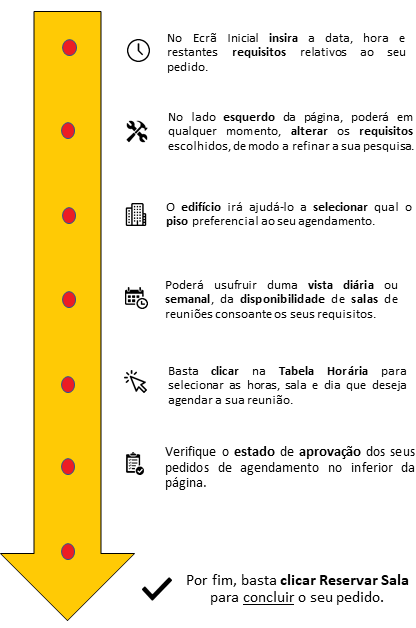 No Ecrã Inicial insira a data, hora e
restantes requisitos relativos ao seu
pedido.
No lado esquerdo da página, poderá em
qualquer momento, alterar os requisitos
escolhidos, de modo a refinar a sua pesquisa.
O edifício irá ajudá-lo a selecionar qual o
piso preferencial ao seu agendamento.
Poderá usufruir duma vista diária ou
semanal, da disponibilidade de salas de
reuniões consoante os seus requisitos.
Basta clicar na Tabela Horária para
selecionar as horas, sala e dia que deseja
agendar a sua reunião.
Verifique o estado de aprovação dos seus
pedidos de agendamento no inferior da
página.
Por fim, basta clicar Reservar Sala
para concluir o seu pedido.